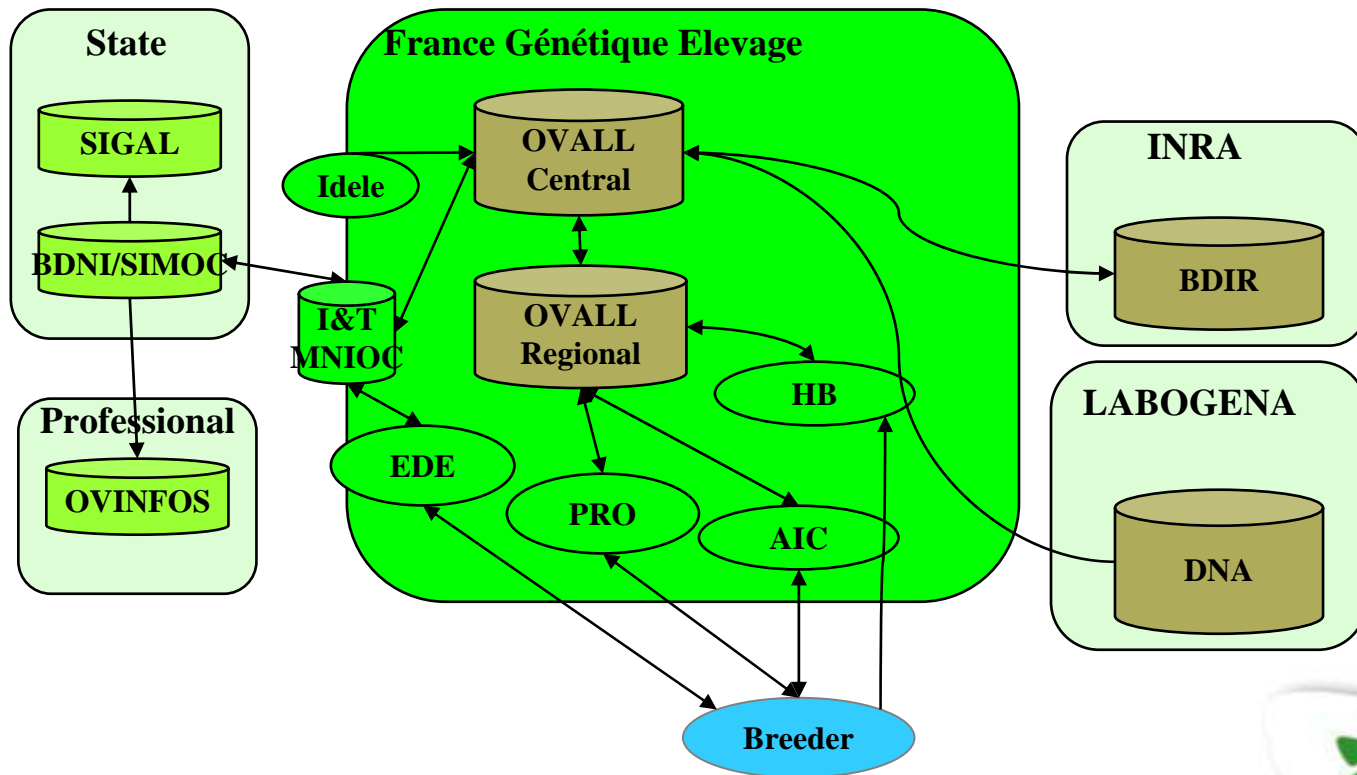 State
SIGAL
BDNI/SIMOC
Professional
OVINFOS
France Génétique Elevage
Idele
OVALL
Central
I&T
MNIOC
OVALL
Regional
HB
EDE
PRO
AIC
Breeder
INRA
BDIR
LABOGENA
DNA